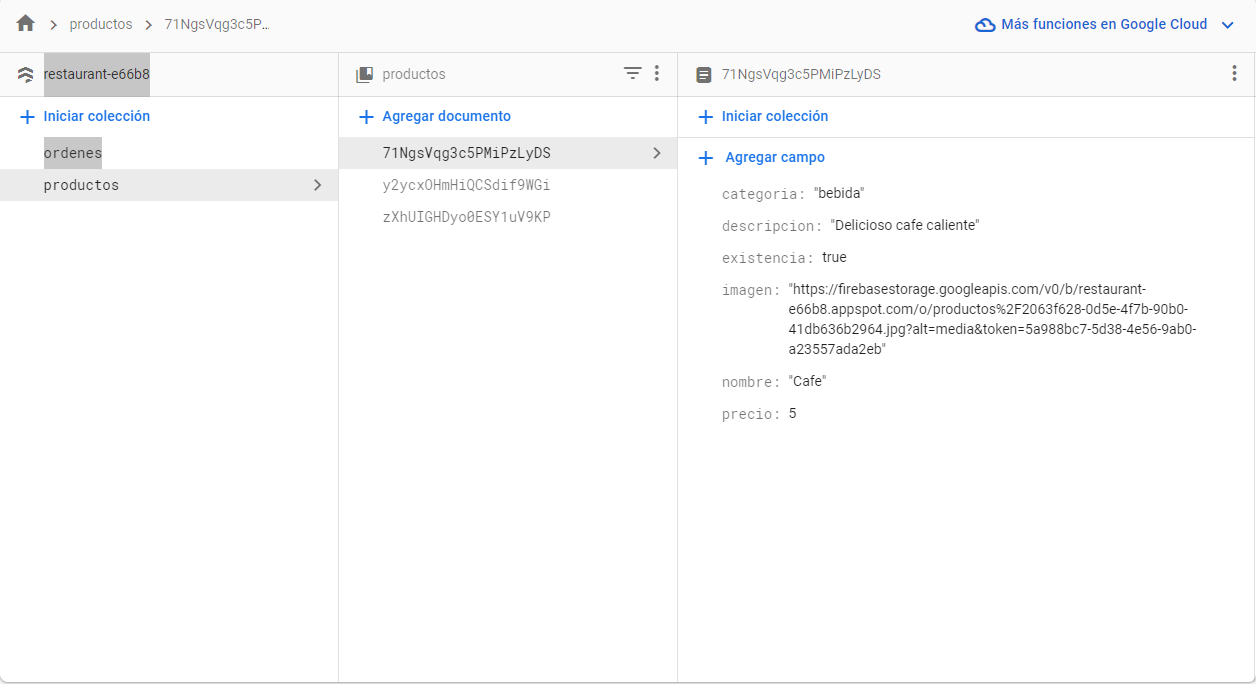 productos
71NgsVqg3c5P...
Más funciones en Google Cloud
restaurant-e66b8
productos
71NgsVqg3c5PMiPzLyDS
Iniciar colección
Agregar documento
Iniciar colección
ordenes
productos
71NgsVqg3c5PMiPzLyDS
y2ycxOHmHiQCSdif9WGi
zXhUIGHDyo0ESY1uV9KP
Agregar campo
categoria: "bebida"
descripcion: "Delicioso cafe caliente"
existencia: true
imagen: "https://firebasestorage.googleapis.com/v0/b/restaurant-
e66b8.appspot.com/o/productos%2F2063f628-0d5e-4f7b-90b0-
41db636b2964.jpg?alt=media&token=5a988bc7-5d38-4e56-9ab0-
a23557ada2eb"
nombre: "Cafe"
precio: 5